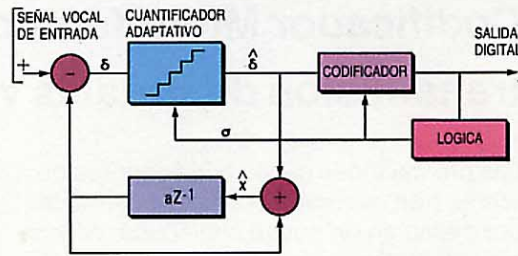 SEÑAL VOCAL
DE ENTRADA
CUANTIFICADOR
ADAPTATIVO
SALIDA
DIGITAL
+
-
δ
δ̂
CODIFICADOR
σ
LOGICA
aZ-1
x̂
+